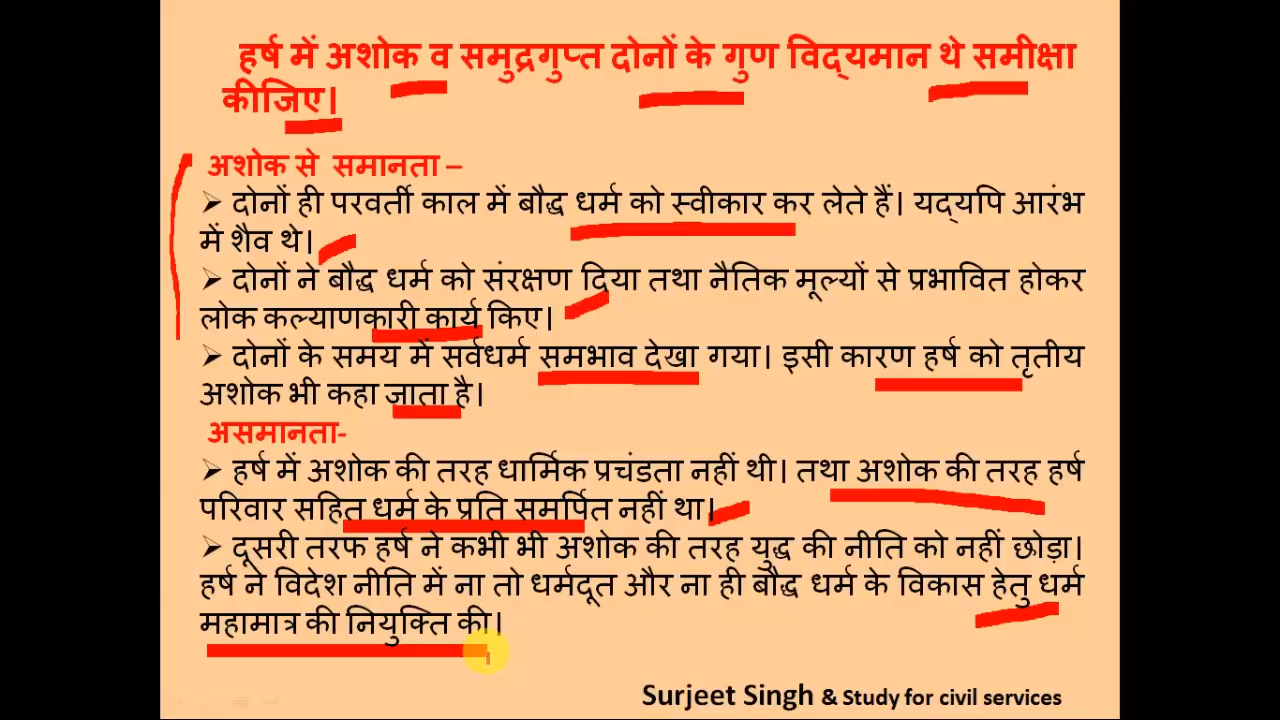 हर्ष में अशोक व समुद्रगुप्त दोनों के गुण विद्यमान थे समीक्षा
कीजिए।
अशोक से समानता –
➢ दोनों ही परवर्ती काल में बौद्ध धर्म को स्वीकार कर लेते हैं। यद्यपि आरंभ
में शैव थे।
➢ दोनों ने बौद्ध धर्म को संरक्षण दिया तथा नैतिक मूल्यों से प्रभावित होकर
लोक कल्याणकारी कार्य किए।
➢ दोनों के समय में सर्वधर्म समभाव देखा गया। इसी कारण हर्ष को तृतीय
अशोक भी कहा जाता है।
असमानता-
➢ हर्ष में अशोक की तरह धार्मिक प्रचंडता नहीं थी। तथा अशोक की तरह हर्ष
परिवार सहित धर्म के प्रति समर्पित नहीं था।
➢ दूसरी तरफ हर्ष ने कभी भी अशोक की तरह युद्ध की नीति को नहीं छोड़ा।
हर्ष ने विदेश नीति में ना तो धर्मदूत और ना ही बौद्ध धर्म के विकास हेतु धर्म
महामात्र की नियुक्ति की।
Surjeet Singh & Study for civil services